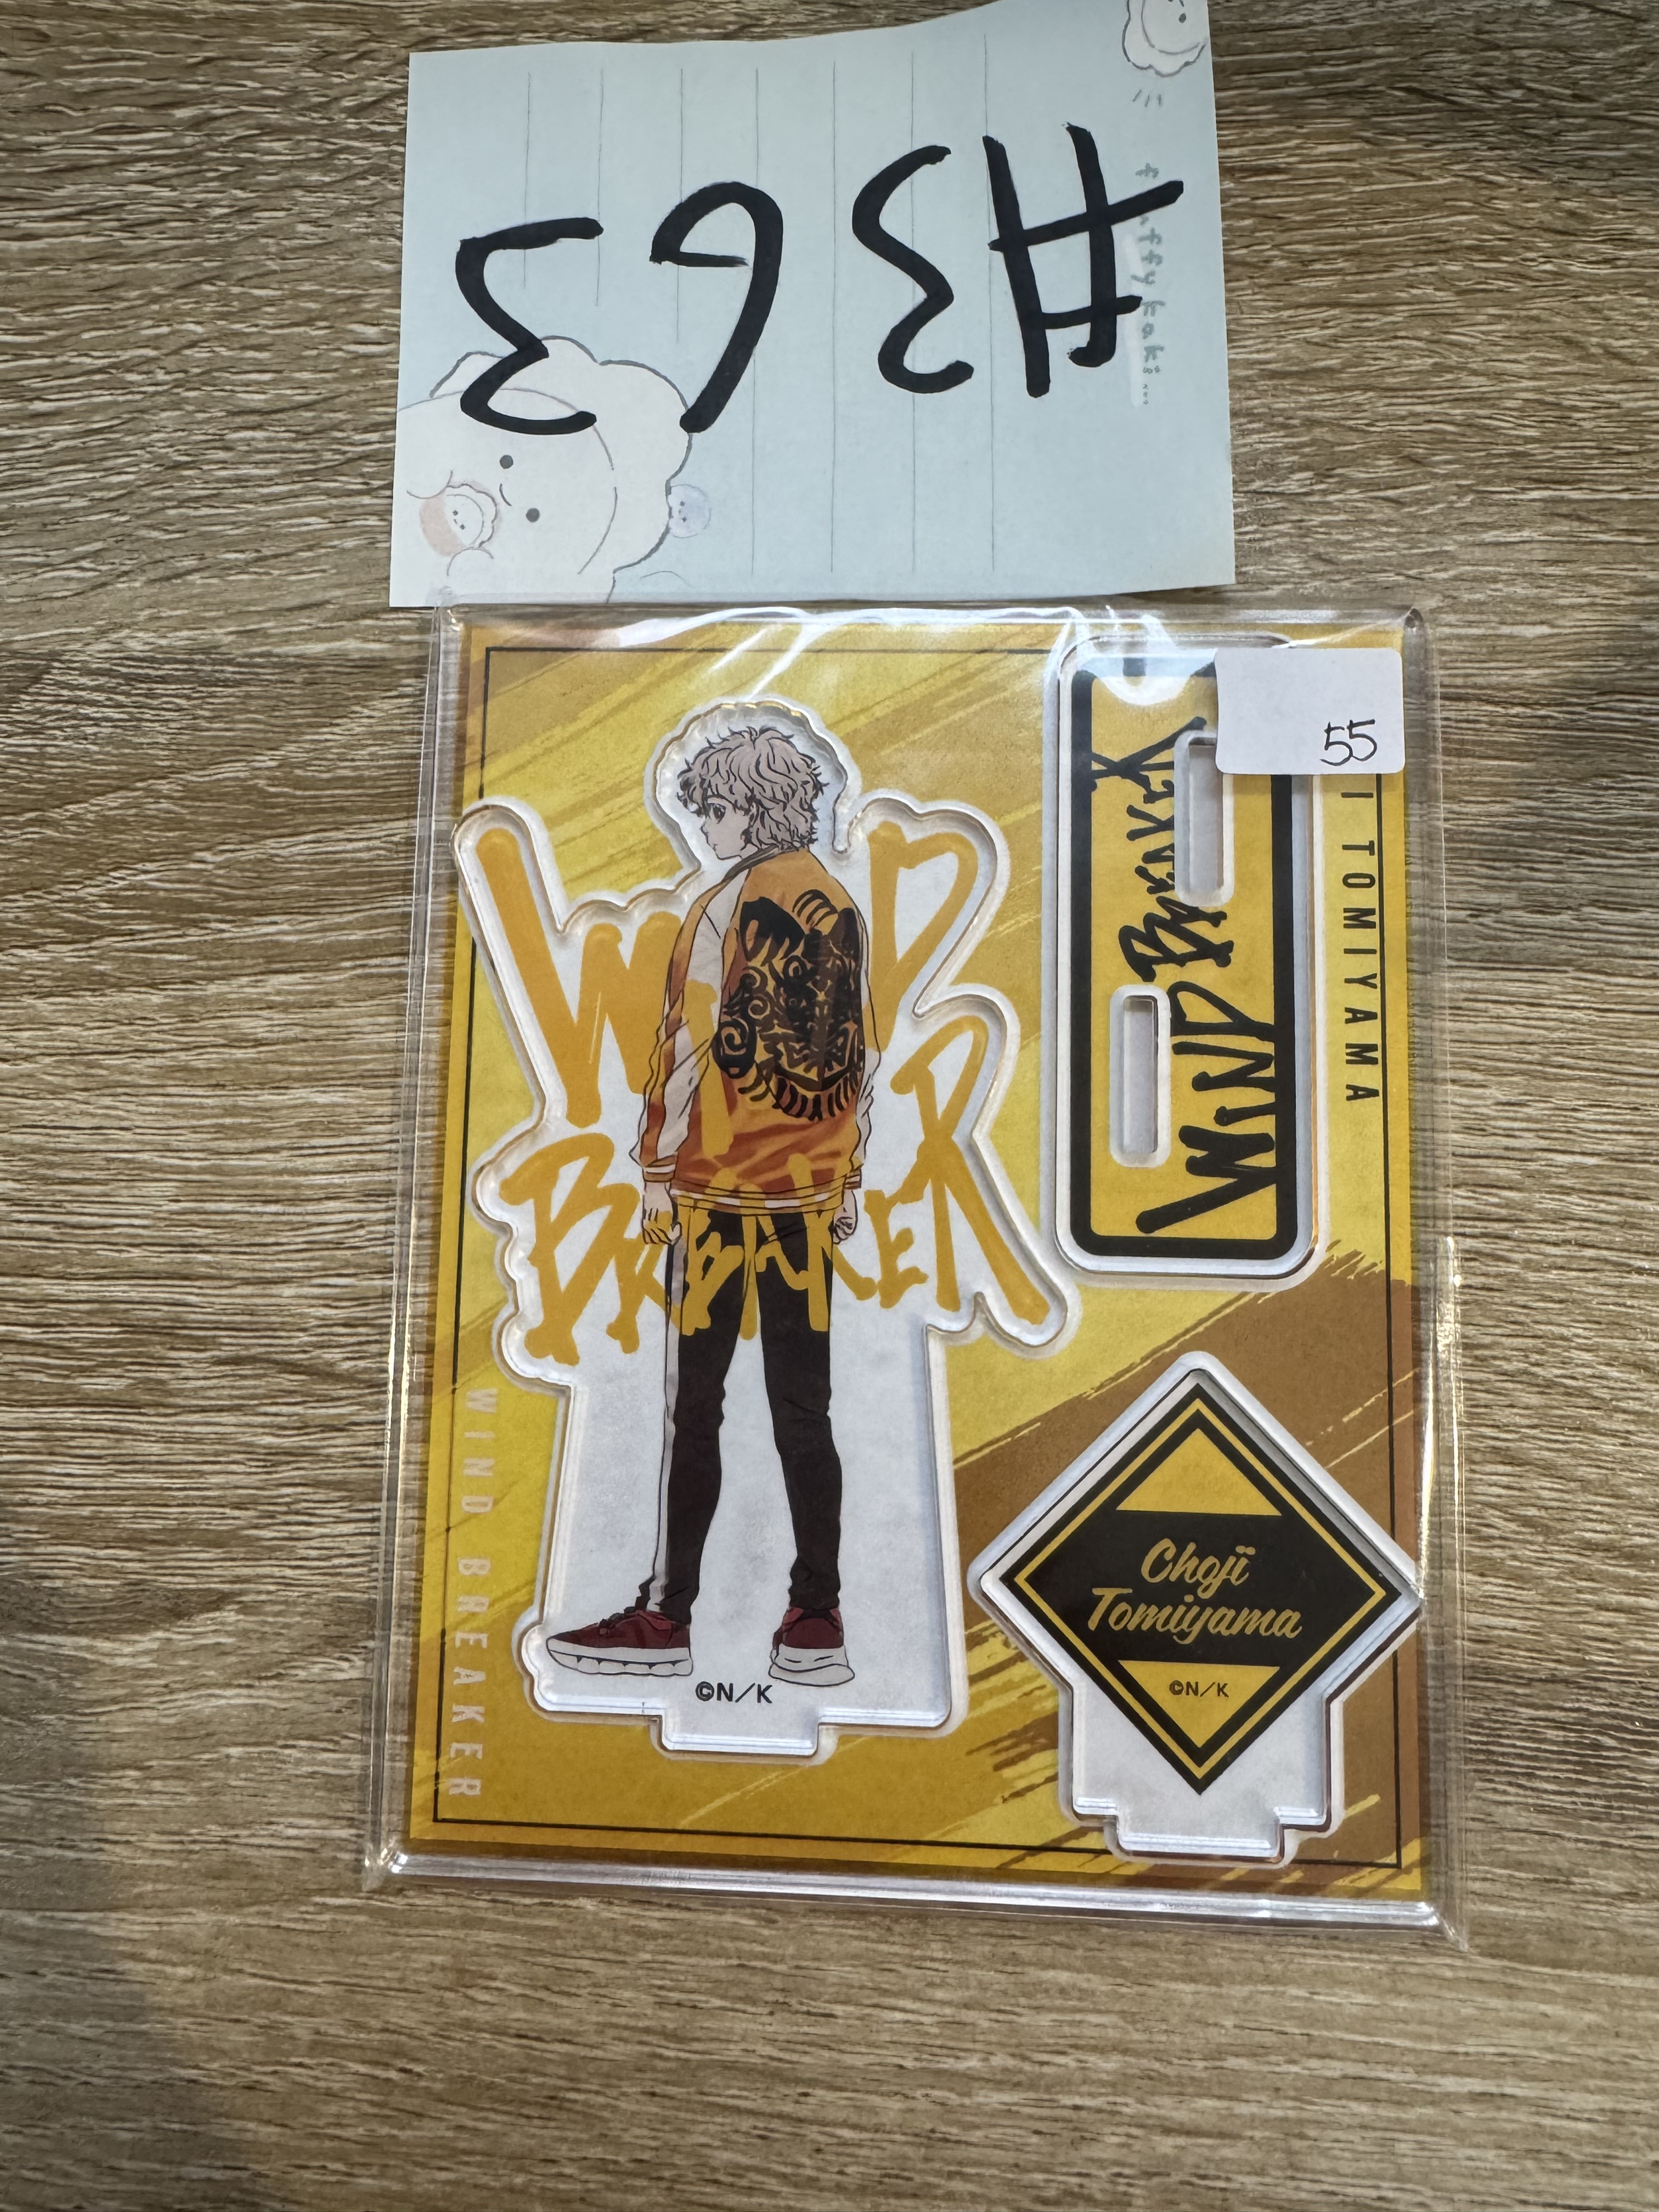 #363
55
WIND
BREAKER
WIND BREAKER
I TOMIYAMA
WIND BREAKER
Choji
Tomiyama
©N/K
©N/K